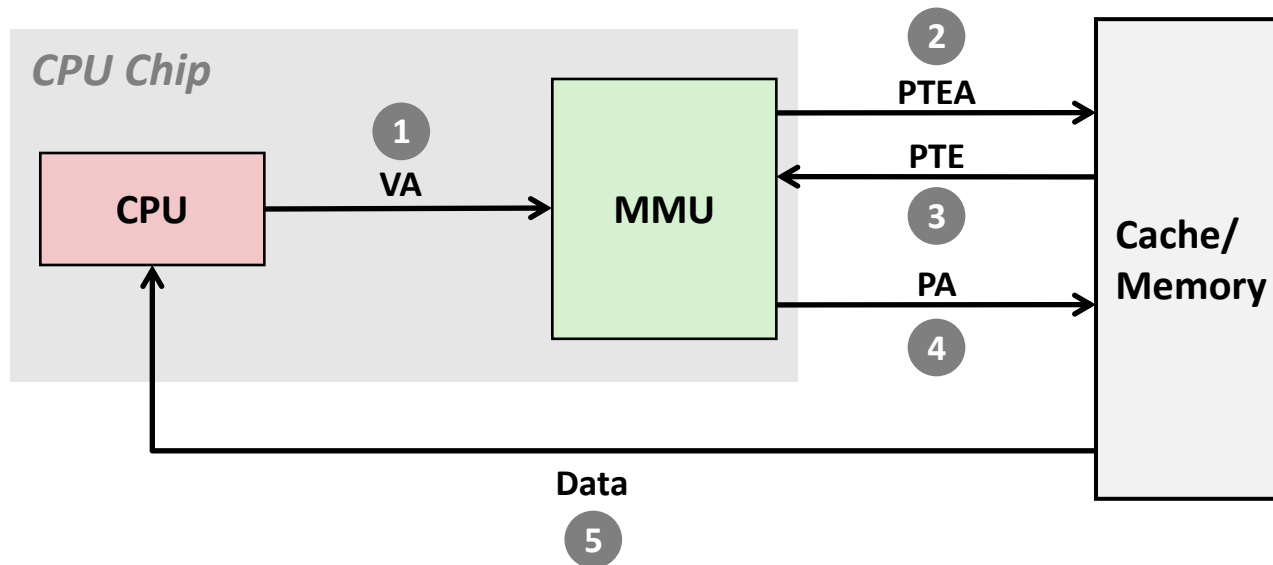 2
CPU Chip
PTEA
1
PTE
VA
CPU
MMU
3
Cache/
Memory
PA
4
Data
5